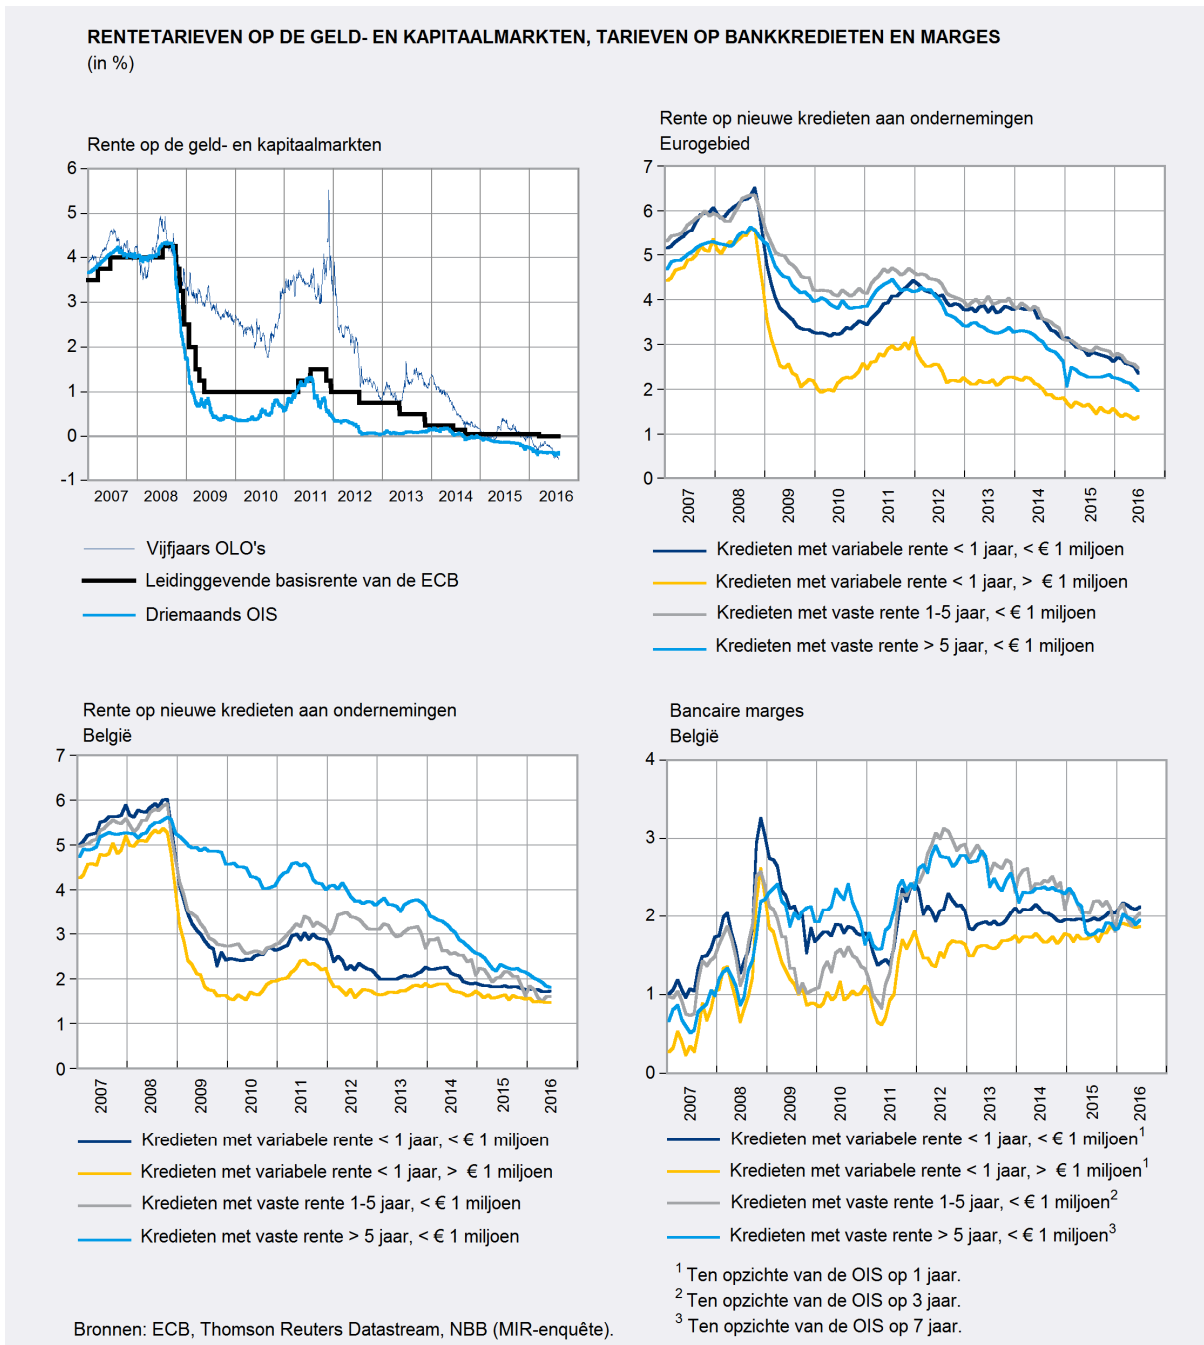 RENTETARIEVEN OP DE GELD- EN KAPITAALMARKTEN, TARIEVEN OP BANKKREDIETEN EN MARGES
(in %)
Rente op de geld- en kapitaalmarkten
6
5
4
3
2
1
0
-1
2007 2008 2009 2010 2011 2012 2013 2014 2015 2016
Vijfjaars OLO's
Leidinggevende basisrente van de ECB
Driemaands OIS
Rente op nieuwe kredieten aan ondernemingen
Eurogebied
7
6
5
4
3
2
1
0
2007 2008 2009 2010 2011 2012 2013 2014 2015 2016
Kredieten met variabele rente < 1 jaar, < € 1 miljoen
Kredieten met variabele rente < 1 jaar, > € 1 miljoen
Kredieten met vaste rente 1-5 jaar, < € 1 miljoen
Kredieten met vaste rente > 5 jaar, < € 1 miljoen
Rente op nieuwe kredieten aan ondernemingen
België
7
6
5
4
3
2
1
0
2007 2008 2009 2010 2011 2012 2013 2014 2015 2016
Kredieten met variabele rente < 1 jaar, < € 1 miljoen
Kredieten met variabele rente < 1 jaar, > € 1 miljoen
Kredieten met vaste rente 1-5 jaar, < € 1 miljoen
Kredieten met vaste rente > 5 jaar, < € 1 miljoen
Bancaire marges
België
4
3
2
1
0
2007 2008 2009 2010 2011 2012 2013 2014 2015 2016
Kredieten met variabele rente < 1 jaar, < € 1 miljoen¹
Kredieten met variabele rente < 1 jaar, > € 1 miljoen¹
Kredieten met vaste rente 1-5 jaar, < € 1 miljoen²
Kredieten met vaste rente > 5 jaar, < € 1 miljoen³
¹ Ten opzichte van de OIS op 1 jaar.
² Ten opzichte van de OIS op 3 jaar.
³ Ten opzichte van de OIS op 7 jaar.
Bronnen: ECB, Thomson Reuters Datastream, NBB (MIR-enquête).